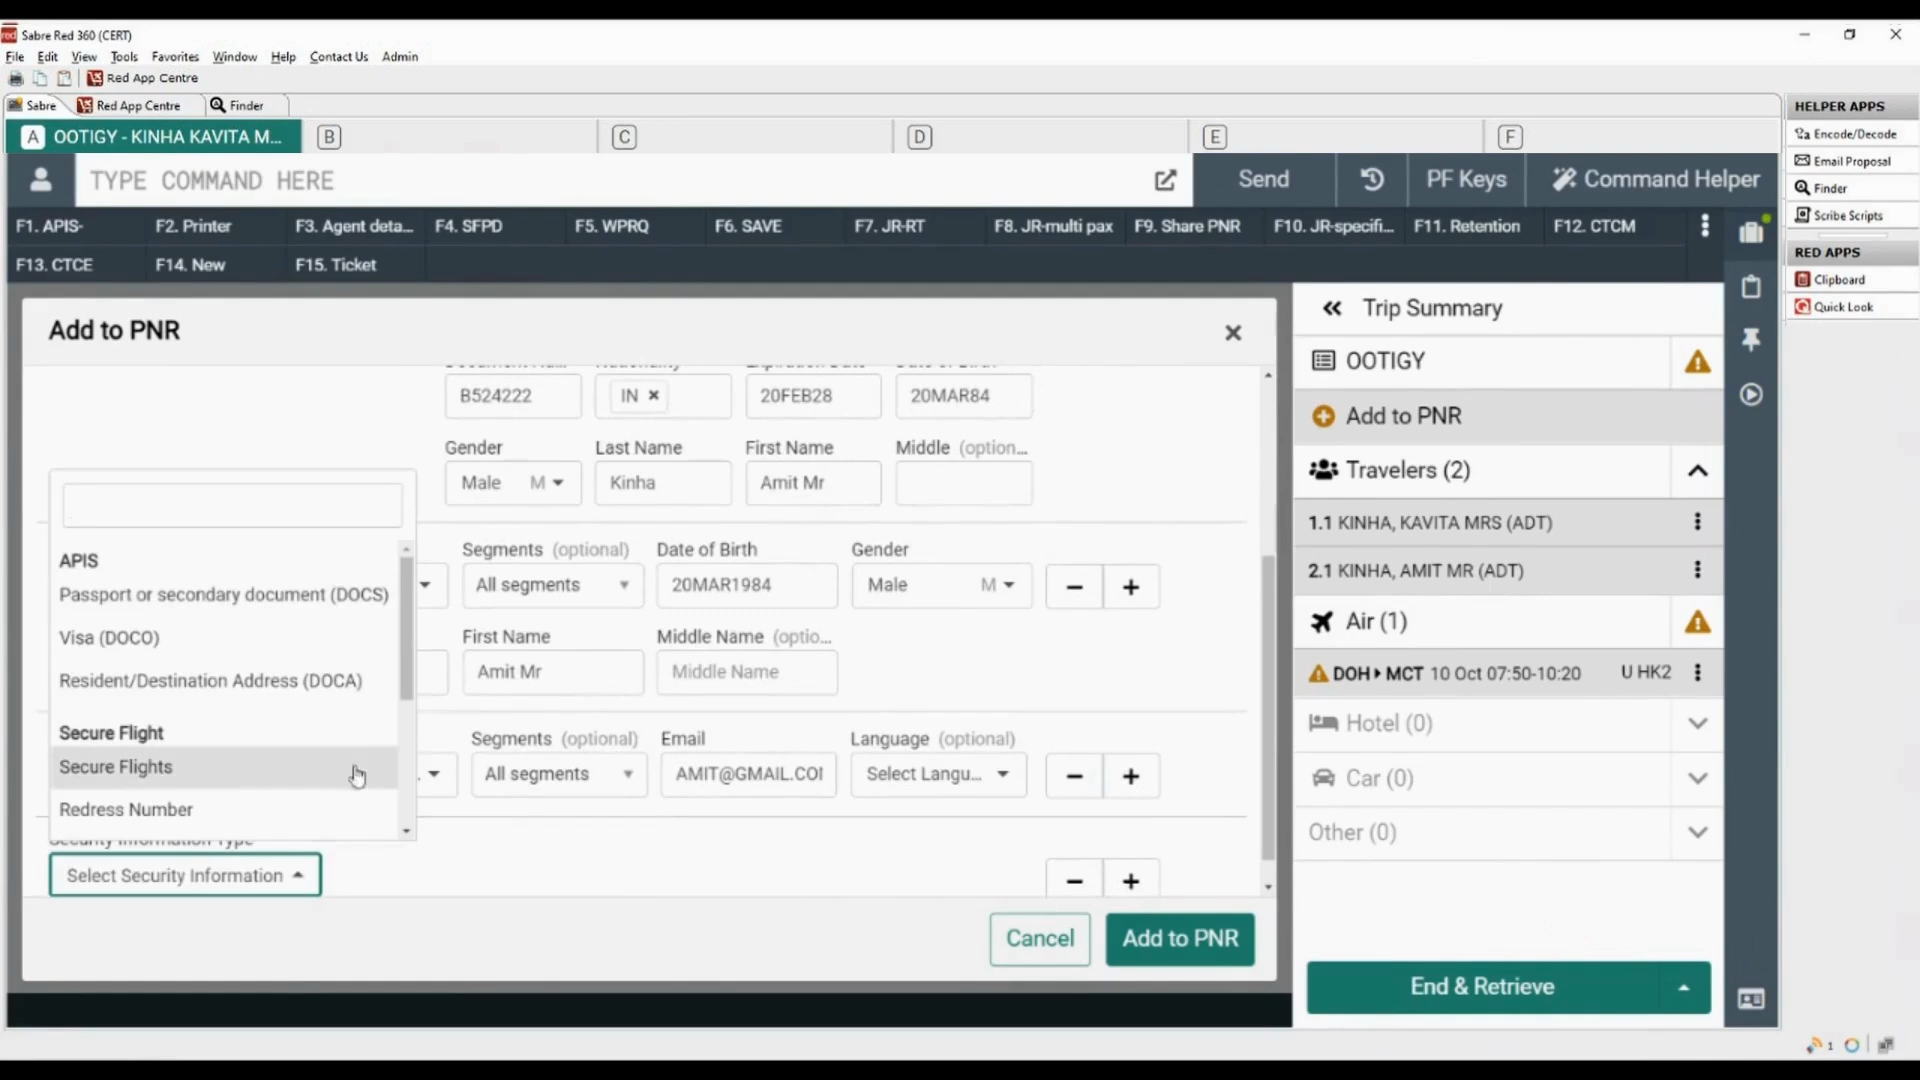 Sabre Red 360 (CERT)
File Edit View Tools Favorites Window Help Contact Us Admin
Red App Centre
Sabre Red App Centre Finder
HELPER APPS
A OOTIGY - KINHA KAVITA M... B C D E F
Encode/Decode
Email Proposal
Finder
Scribe Scripts
RED APPS
Clipboard
Quick Look
TYPE COMMAND HERE Send PF Keys Command Helper
F1. APIS- F2. Printer F3. Agent deta... F4. SFPD F5. WPRQ F6. SAVE F7. JR-RT F8. JR-multi pax F9. Share PNR F10. JR-specifi... F11. Retention F12. CTCM
F13. CTCE F14. New F15. Ticket
Add to PNR
B524222 IN 20FEB28 20MAR84
Gender Last Name First Name Middle (option...
Male M Kinha Amit Mr
APIS
Passport or secondary document (DOCS)
Visa (DOCO)
Resident/Destination Address (DOCA)
Secure Flight
Secure Flights
Redress Number
Segments (optional) Date of Birth Gender
All segments 20MAR1984 Male M
First Name Middle Name (optio...
Amit Mr Middle Name
Segments (optional) Email Language (optional)
All segments AMIT@GMAIL.COI Select Langu...
Security Information Type
Select Security Information
Cancel Add to PNR
Trip Summary
OOTIGY
Add to PNR
Travelers (2)
1.1 KINHA, KAVITA MRS (ADT)
2.1 KINHA, AMIT MR (ADT)
Air (1)
DOH MCT 10 Oct 07:50-10:20 U HK2
Hotel (0)
Car (0)
Other (0)
End & Retrieve
1